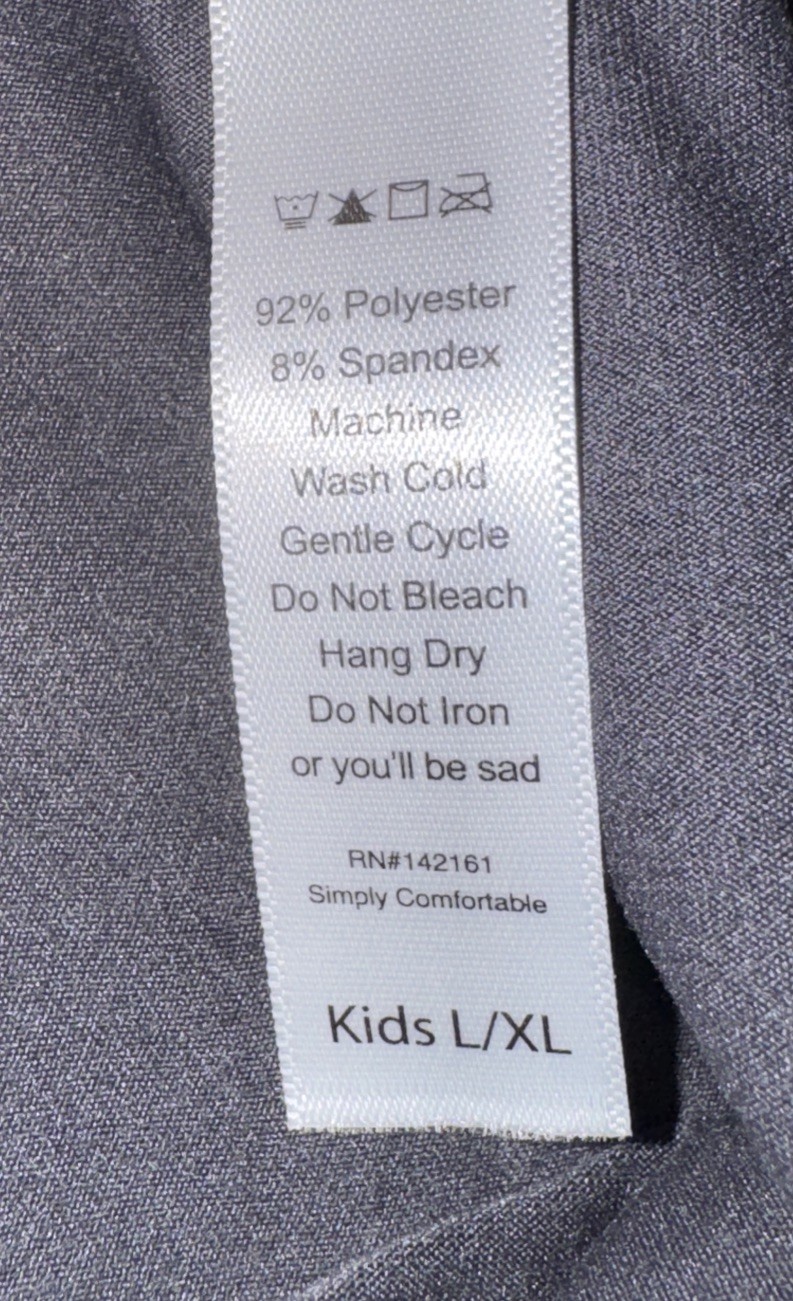 92% Polyester
8% Spandex
Machine
Wash Cold
Gentle Cycle
Do Not Bleach
Hang Dry
Do Not Iron
or you'll be sad
RN#142161
Simply Comfortable
Kids L/XL